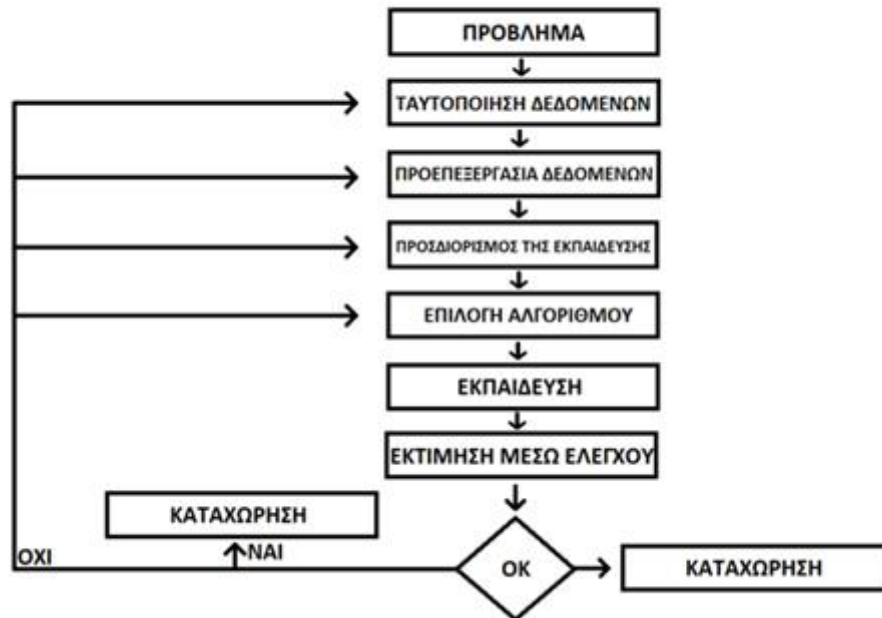 ΠΡΟΒΛΗΜΑ
ΤΑΥΤΟΠΟΙΗΣΗ ΔΕΔΟΜΕΝΩΝ
ΠΡΟΕΠΕΞΕΡΓΑΣΙΑ ΔΕΔΟΜΕΝΩΝ
ΠΡΟΣΔΙΟΡΙΣΜΟΣ ΤΗΣ ΕΚΠΑΙΔΕΥΣΗΣ
ΕΠΙΛΟΓΗ ΑΛΓΟΡΙΘΜΟΥ
ΕΚΠΑΙΔΕΥΣΗ
ΕΚΤΙΜΗΣΗ ΜΕΣΩ ΕΛΕΓΧΟΥ
ΚΑΤΑΧΩΡΗΣΗ
ΟΧΙ
ΝΑΙ
ΟΚ
ΚΑΤΑΧΩΡΗΣΗ